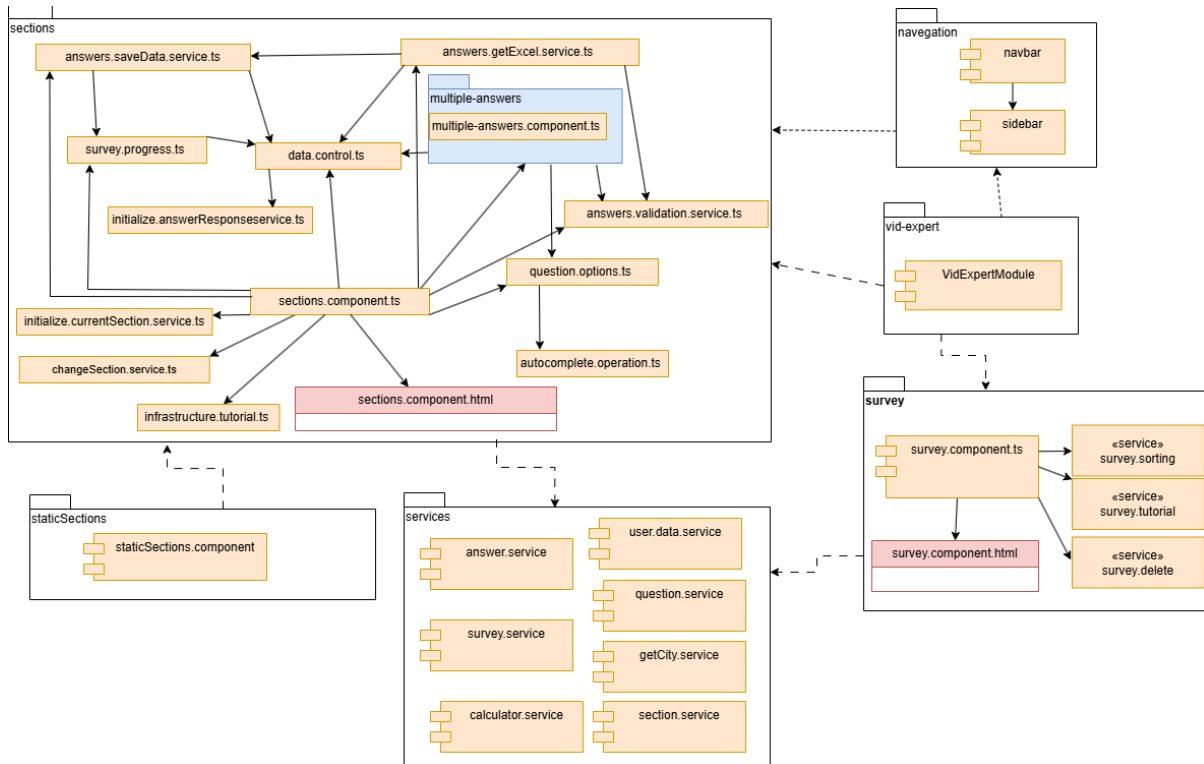 sections
answers.saveData.service.ts
answers.getExcel.service.ts
multiple-answers
multiple-answers.component.ts
survey.progress.ts
data.control.ts
initialize.answerResponseservice.ts
answers.validation.service.ts
question.options.ts
sections.component.ts
initialize.currentSection.service.ts
changeSection.service.ts
autocomplete.operation.ts
sections.component.html
infrastructure.tutorial.ts
navegation
navbar
sidebar
vid-expert
VidExpertModule
survey
survey.component.ts
«service»
survey.sorting
«service»
survey.tutorial
survey.component.html
«service»
survey.delete
staticSections
staticSections.component
services
user.data.service
answer.service
question.service
survey.service
getCity.service
calculator.service
section.service